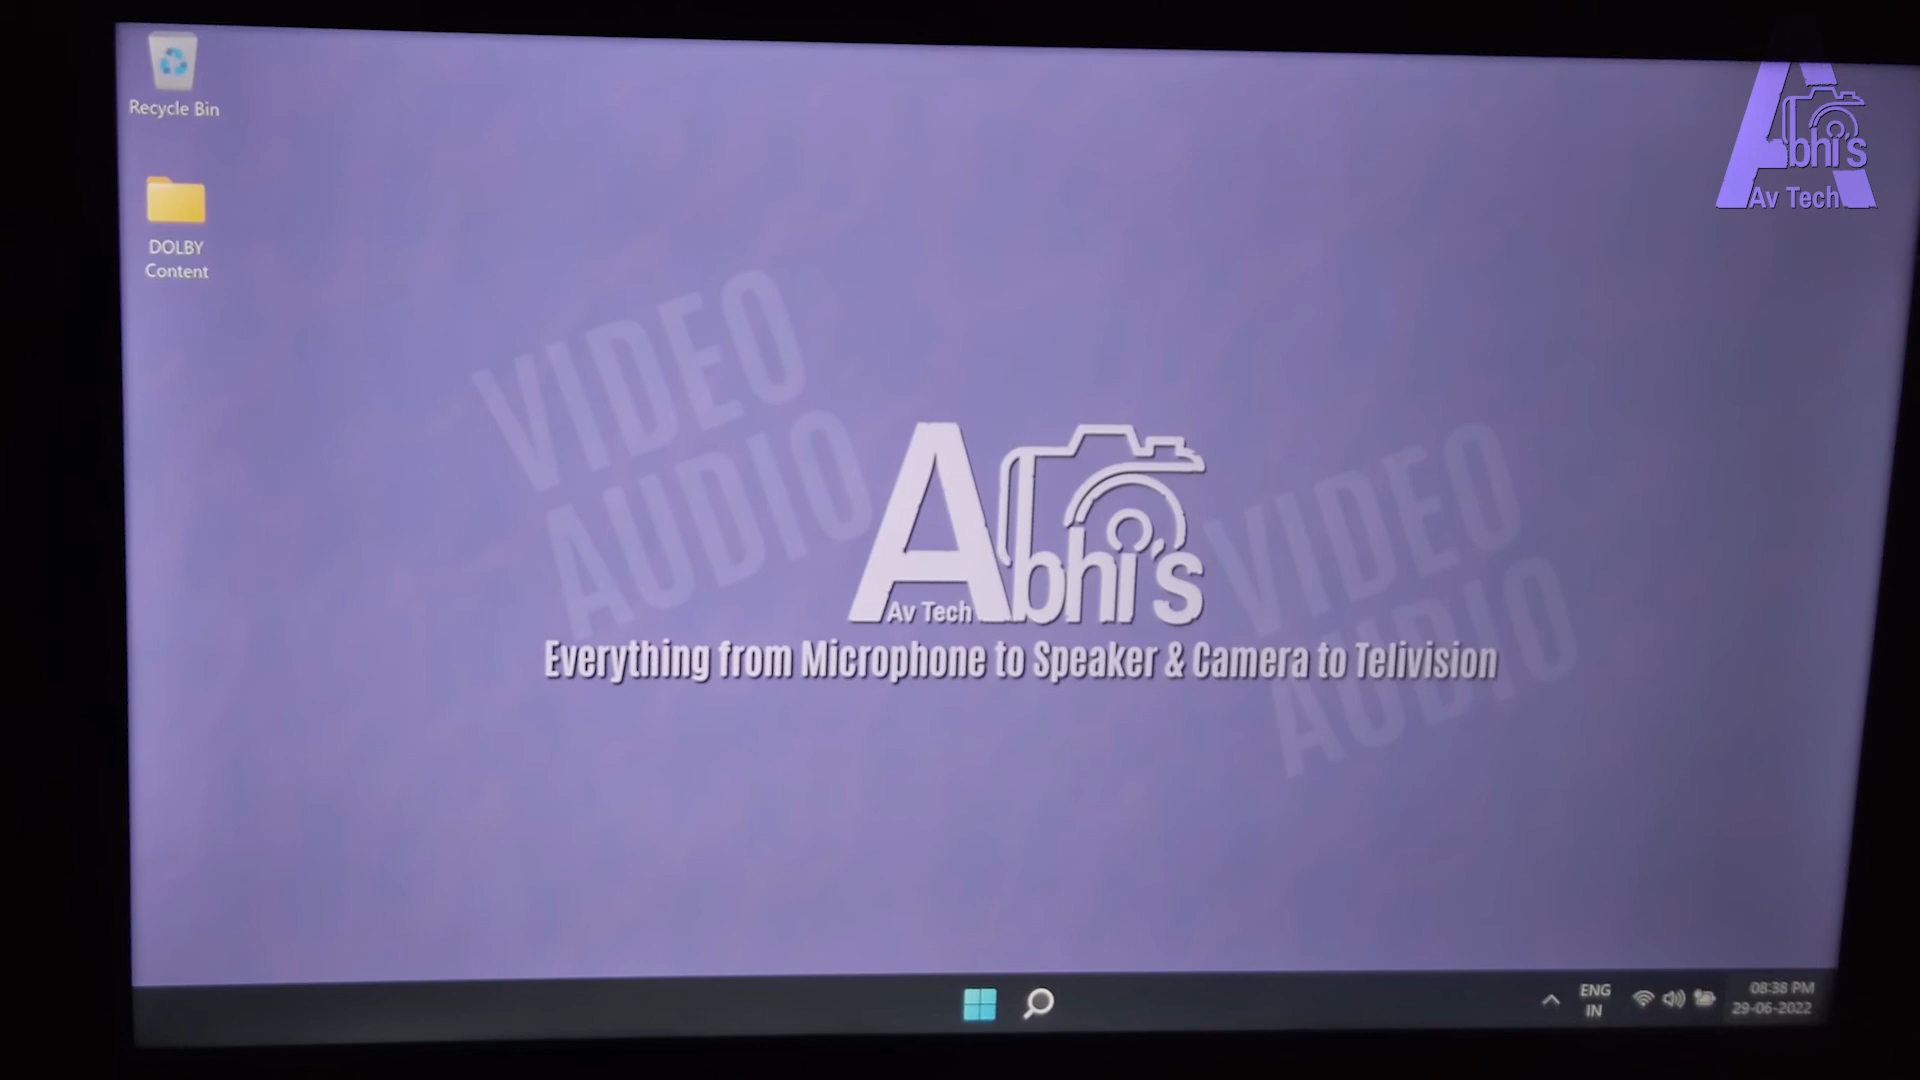 Recycle Bin
DOLBY
Content
Abhi's
Av Tech
VIDEO
AUDIO
Abhi's
Av Tech
VIDEO
AUDIO
Everything from Microphone to Speaker & Camera to Telivision
ENG
IN
08:38 PM
29-06-2022